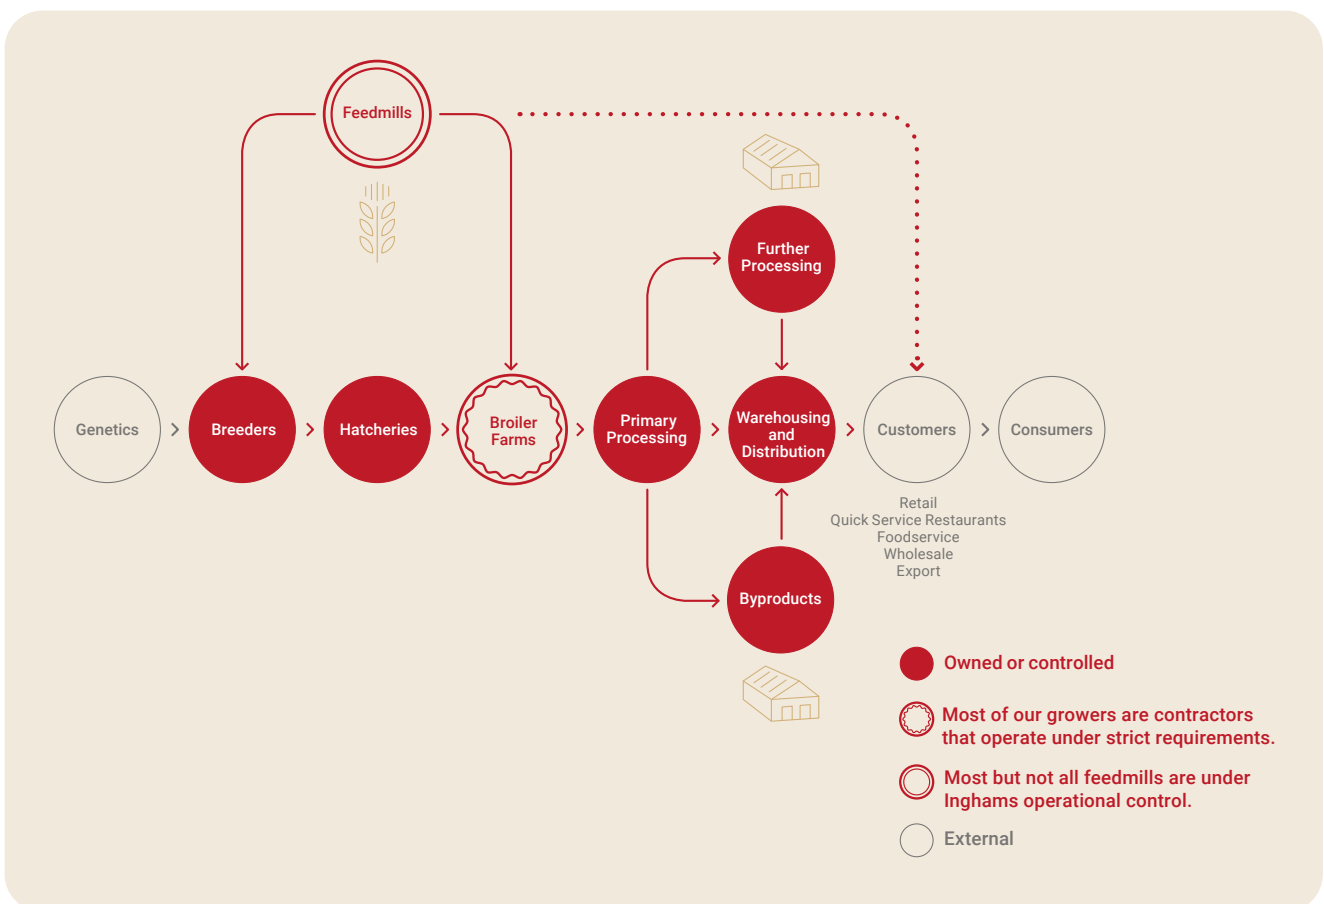 Feedmills
Further
Processing
Genetics
Breeders
Hatcheries
Broiler
Farms
Primary
Processing
Warehousing
and
Distribution
Customers
Consumers
Retail
Quick Service Restaurants
Foodservice
Wholesale
Export
Byproducts
Owned or controlled
Most of our growers are contractors
that operate under strict requirements.
Most but not all feedmills are under
Inghams operational control.
External